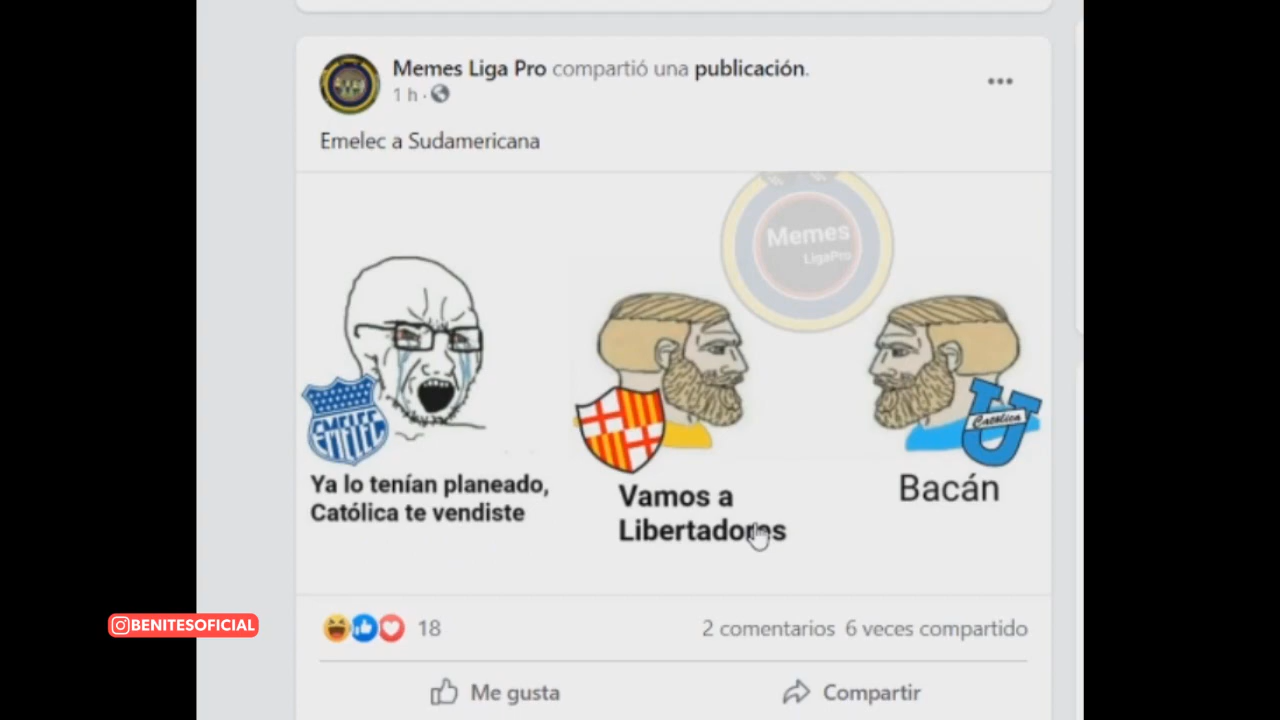 Memes Liga Pro compartió una publicación.
1 h ·
Emelec a Sudamericana
Memes
LigaPro
EMELEC
Católica
Ya lo tenían planeado,
Católica te vendiste
Vamos a
Libertadores
Bacán
BENITESOFICIAL
18
2 comentarios 6 veces compartido
Me gusta
Compartir